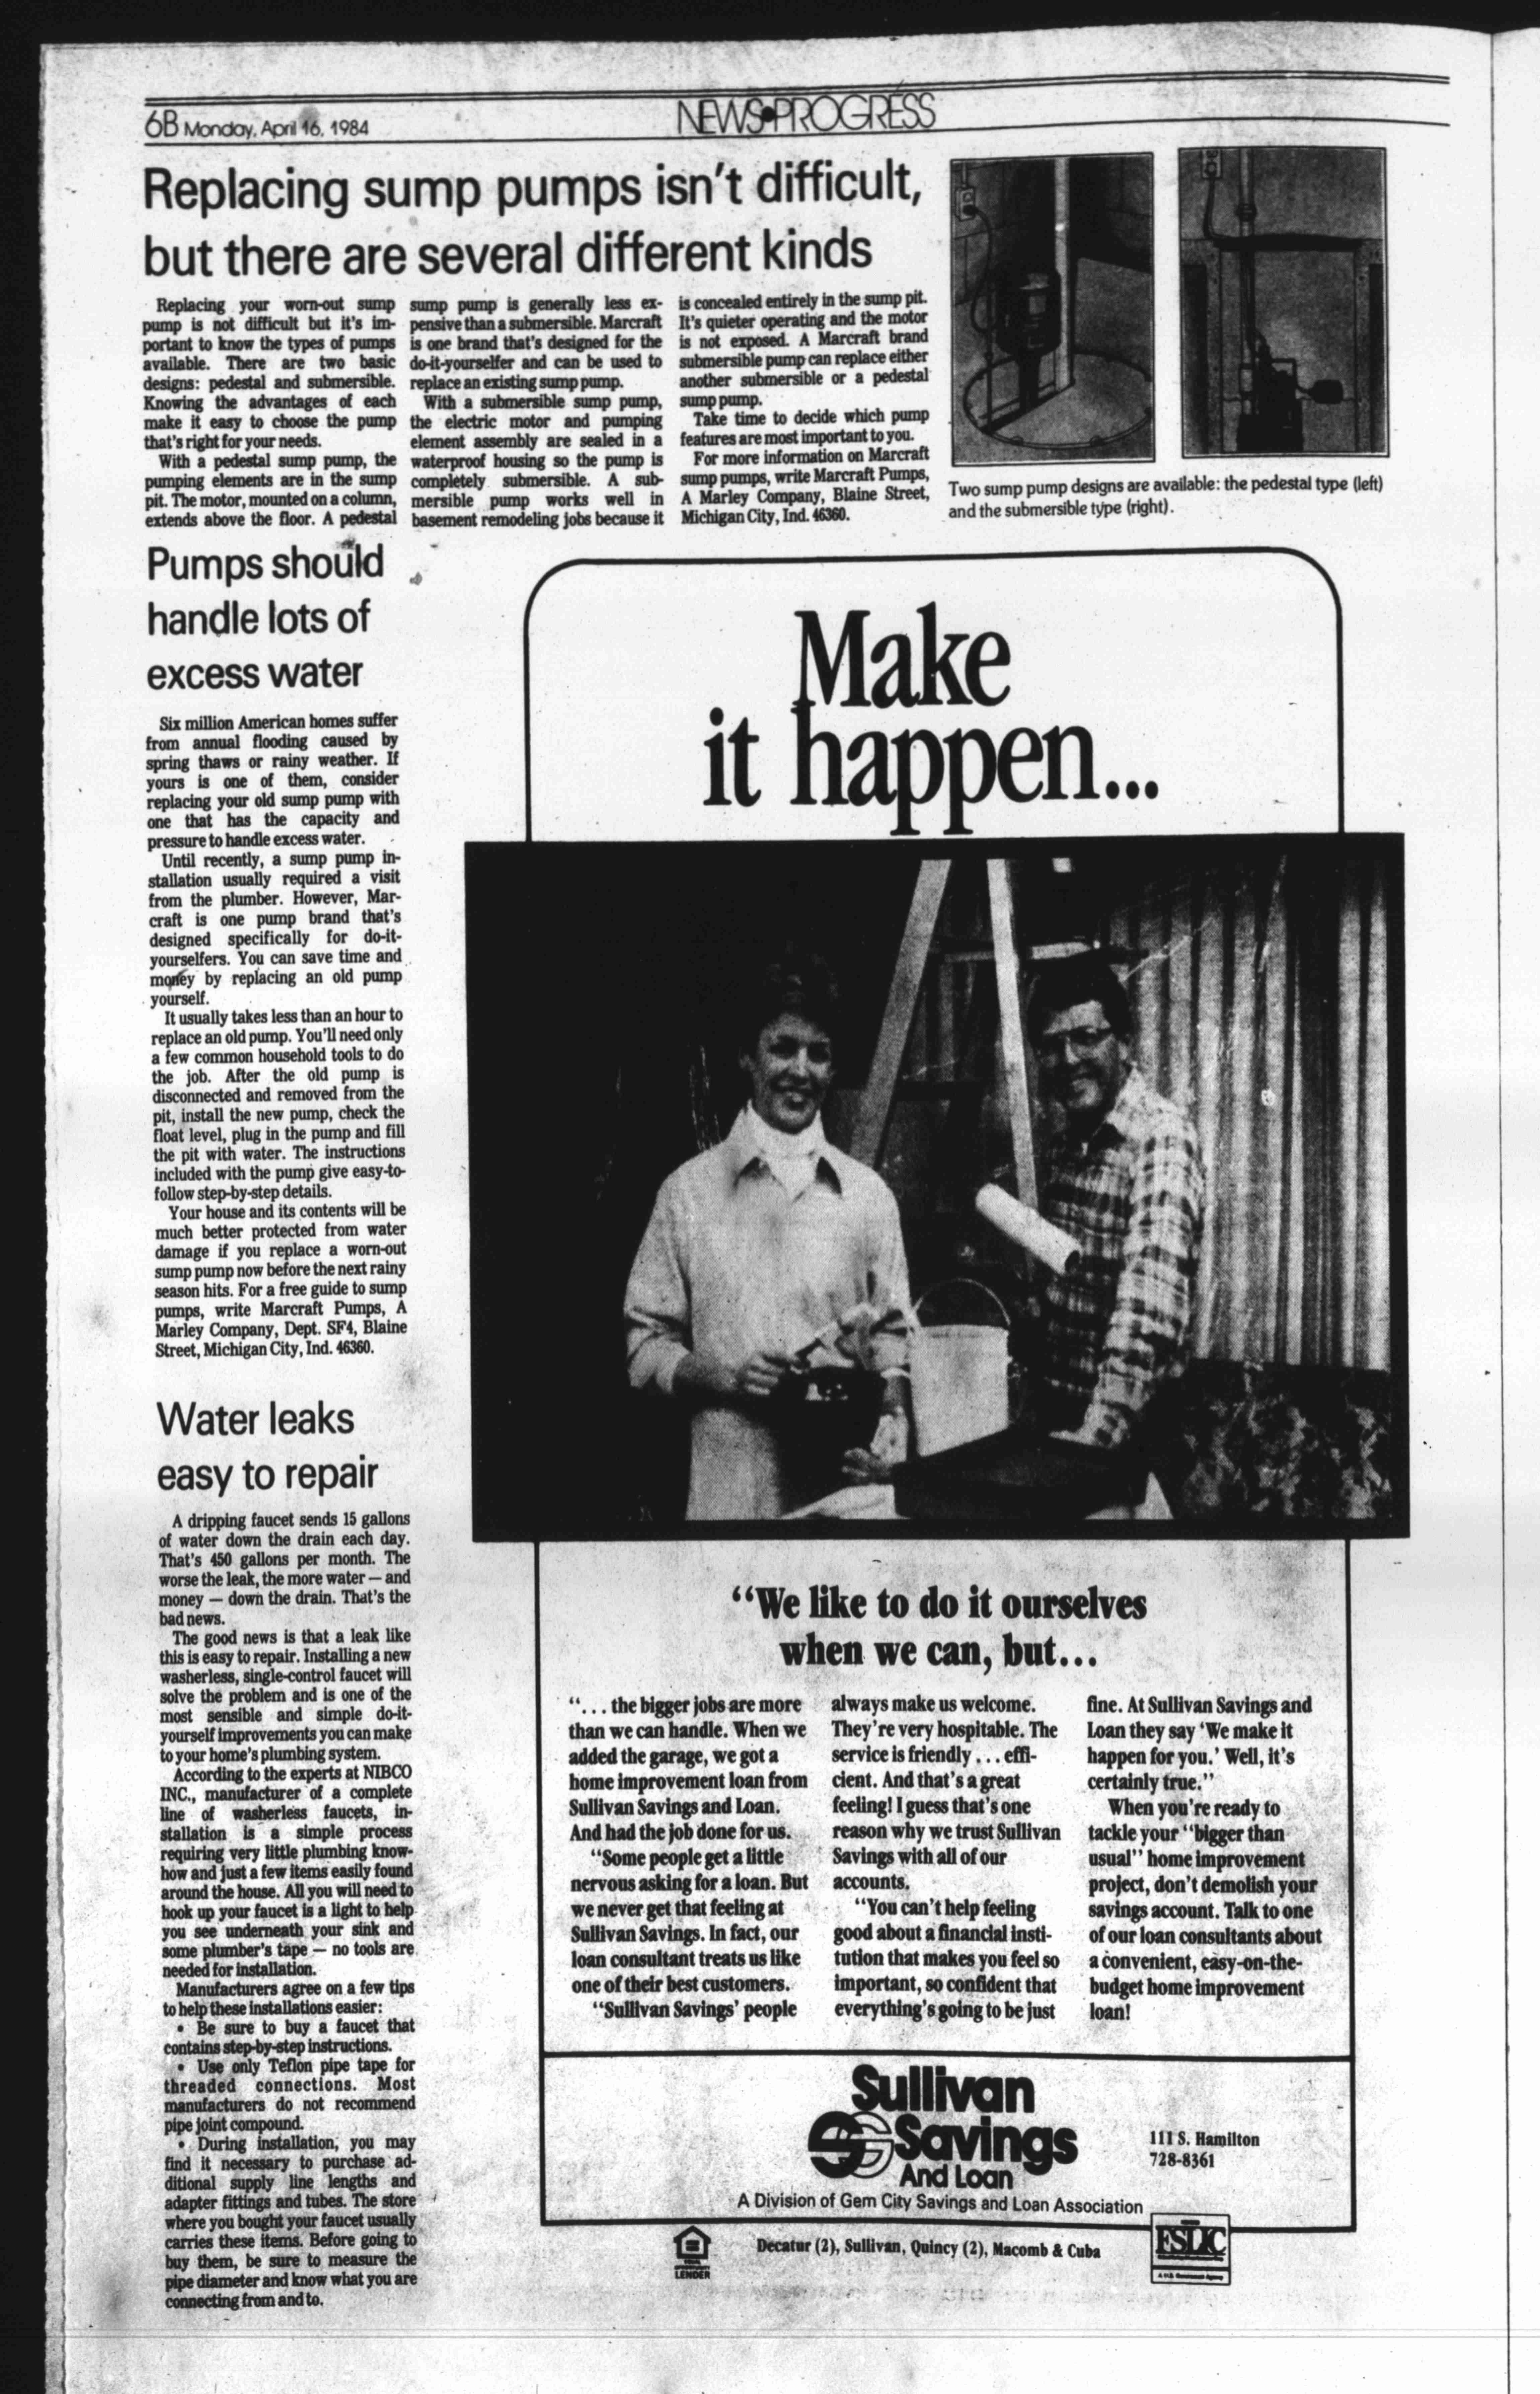 6B Monday, April 16, 1984
NEWS•PROGRESS
Replacing sump pumps isn't difficult,
but there are several different kinds
Replacing your worn-out sump
pump is not difficult but it's im-
portant to know the types of pumps
available. There are two basic
designs: pedestal and submersible.
Knowing the advantages of each
make it easy to choose the pump
that's right for your needs.
With a pedestal sump pump, the
pumping elements are in the sump
pit. The motor, mounted on a column,
extends above the floor. A pedestal
sump pump is generally less ex-
pensive than a submersible. Marcraft
is one brand that's designed for the
do-it-yourselfer and can be used to
replace an existing sump pump.
With a submersible sump pump,
the electric motor and pumping
element assembly are sealed in a
waterproof housing so the pump is
completely submersible. A sub-
mersible pump works well in
basement remodeling jobs because it
is concealed entirely in the sump pit.
It's quieter operating and the motor
is not exposed. A Marcraft brand
submersible pump can replace either
another submersible or a pedestal
sump pump.
Take time to decide which pump
features are most important to you.
For more information on Marcraft
sump pumps, write Marcraft Pumps,
A Marley Company, Blaine Street,
Michigan City, Ind. 46360.
Two sump pump designs are available: the pedestal type (left)
and the submersible type (right).
Pumps should
handle lots of
excess water
Six million American homes suffer
from annual flooding caused by
spring thaws or rainy weather. If
yours is one of them, consider
replacing your old sump pump with
one that has the capacity and
pressure to handle excess water.
Until recently, a sump pump in-
stallation usually required a visit
from the plumber. However, Mar-
craft is one pump brand that's
designed specifically for do-it-
yourselfers. You can save time and
money by replacing an old pump
yourself.
It usually takes less than an hour to
replace an old pump. You'll need only
a few common household tools to do
the job. After the old pump is
disconnected and removed from the
pit, install the new pump, check the
float level, plug in the pump and fill
the pit with water. The instructions
included with the pump give easy-to-
follow step-by-step details.
Your house and its contents will be
much better protected from water
damage if you replace a worn-out
sump pump now before the next rainy
season hits. For a free guide to sump
pumps, write Marcraft Pumps, A
Marley Company, Dept. SF4, Blaine
Street, Michigan City, Ind. 46360.
Water leaks
easy to repair
A dripping faucet sends 15 gallons
of water down the drain each day.
That's 450 gallons per month. The
worse the leak, the more water — and
money — down the drain. That's the
bad news.
The good news is that a leak like
this is easy to repair. Installing a new
washerless, single-control faucet will
solve the problem and is one of the
most sensible and simple do-it-
yourself improvements you can make
to your home's plumbing system.
According to the experts at NIBCO
INC., manufacturer of a complete
line of washerless faucets, in-
stallation is a simple process
requiring very little plumbing know-
how and just a few items easily found
around the house. All you will need to
hook up your faucet is a light to help
you see underneath your sink and
some plumber's tape — no tools are
needed for installation.
Manufacturers agree on a few tips
to help these installations easier:
• Be sure to buy a faucet that
contains step-by-step instructions.
• Use only Teflon pipe tape for
threaded connections. Most
manufacturers do not recommend
pipe joint compound.
• During installation, you may
find it necessary to purchase ad-
ditional supply line lengths and
adapter fittings and tubes. The store
where you bought your faucet usually
carries these items. Before going to
buy them, be sure to measure the
pipe diameter and know what you are
connecting from and to.
Make
it happen...
"We like to do it ourselves
when we can, but...
"... the bigger jobs are more
than we can handle. When we
added the garage, we got a
home improvement loan from
Sullivan Savings and Loan.
And had the job done for us.
"Some people get a little
nervous asking for a loan. But
we never get that feeling at
Sullivan Savings. In fact, our
loan consultant treats us like
one of their best customers.
"Sullivan Savings' people
always make us welcome.
They're very hospitable. The
service is friendly ... effi-
cient. And that's a great
feeling! I guess that's one
reason why we trust Sullivan
Savings with all of our
accounts.
"You can't help feeling
good about a financial insti-
tution that makes you feel so
important, so confident that
everything's going to be just
fine. At Sullivan Savings and
Loan they say 'We make it
happen for you.' Well, it's
certainly true."
When you're ready to
tackle your "bigger than
usual" home improvement
project, don't demolish your
savings account. Talk to one
of our loan consultants about
a convenient, easy-on-the-
budget home improvement
loan!
Sullivan
Savings
And Loan
111 S. Hamilton
728-8361
A Division of Gem City Savings and Loan Association
LENDER
Decatur (2), Sullivan, Quincy (2), Macomb & Cuba
FSLIC